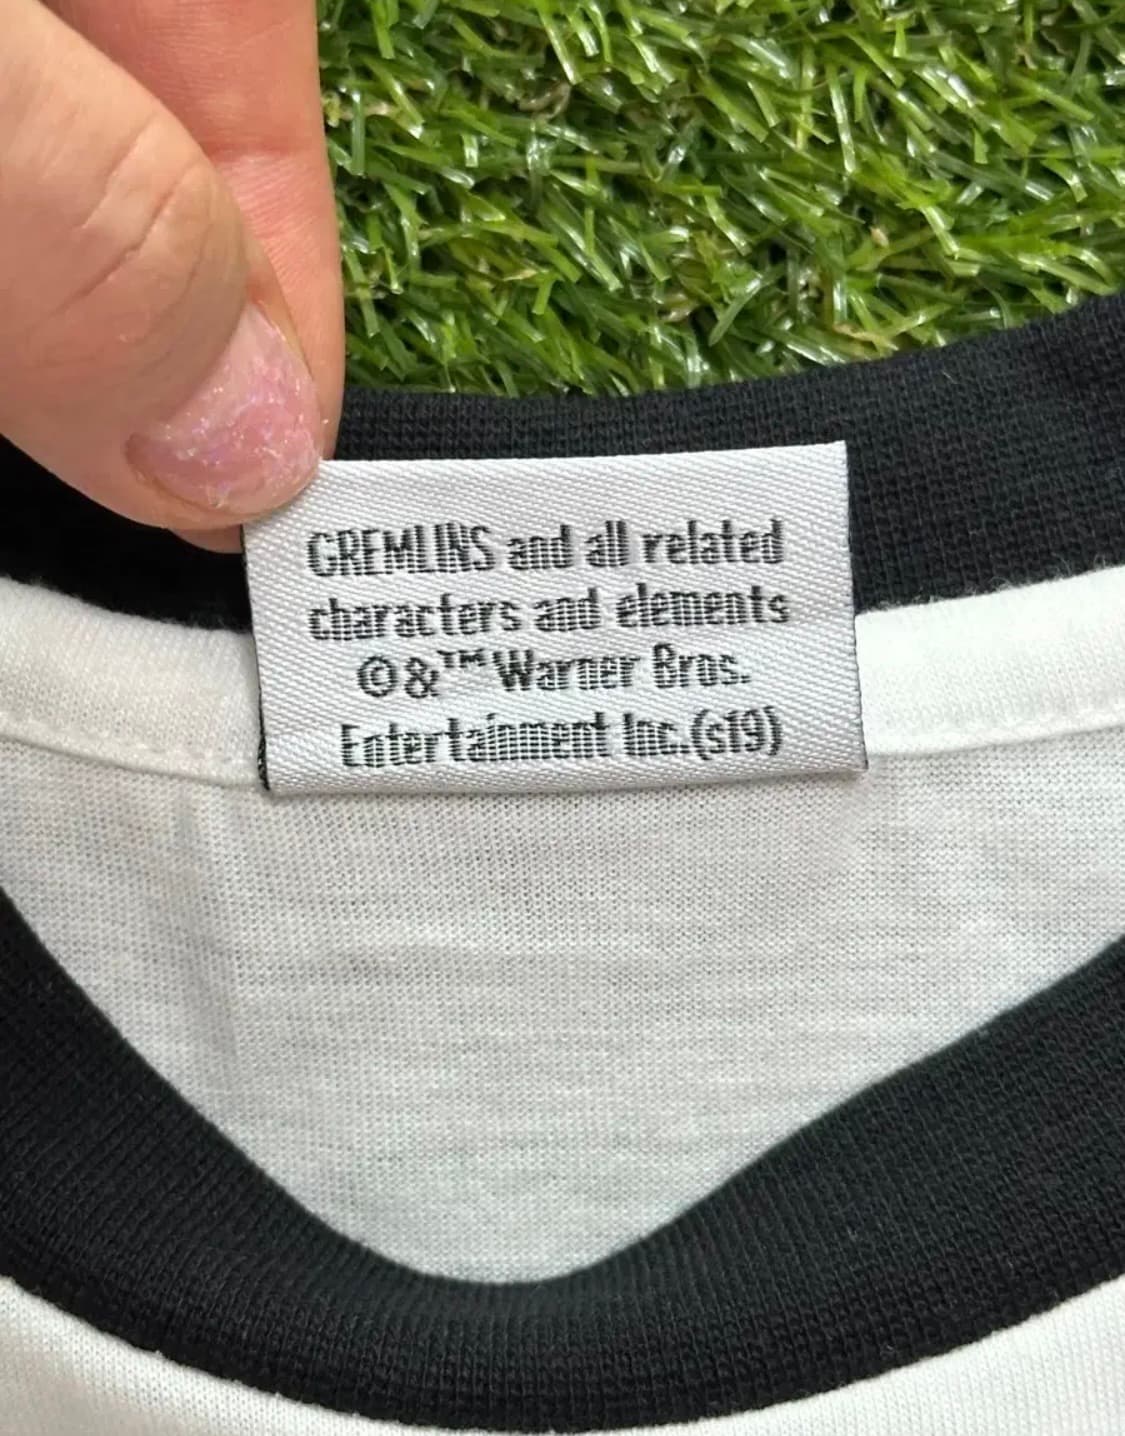 GREMLINS and all related
characters and elements
©&™ Warner Bros.
Entertainment Inc.(s19)